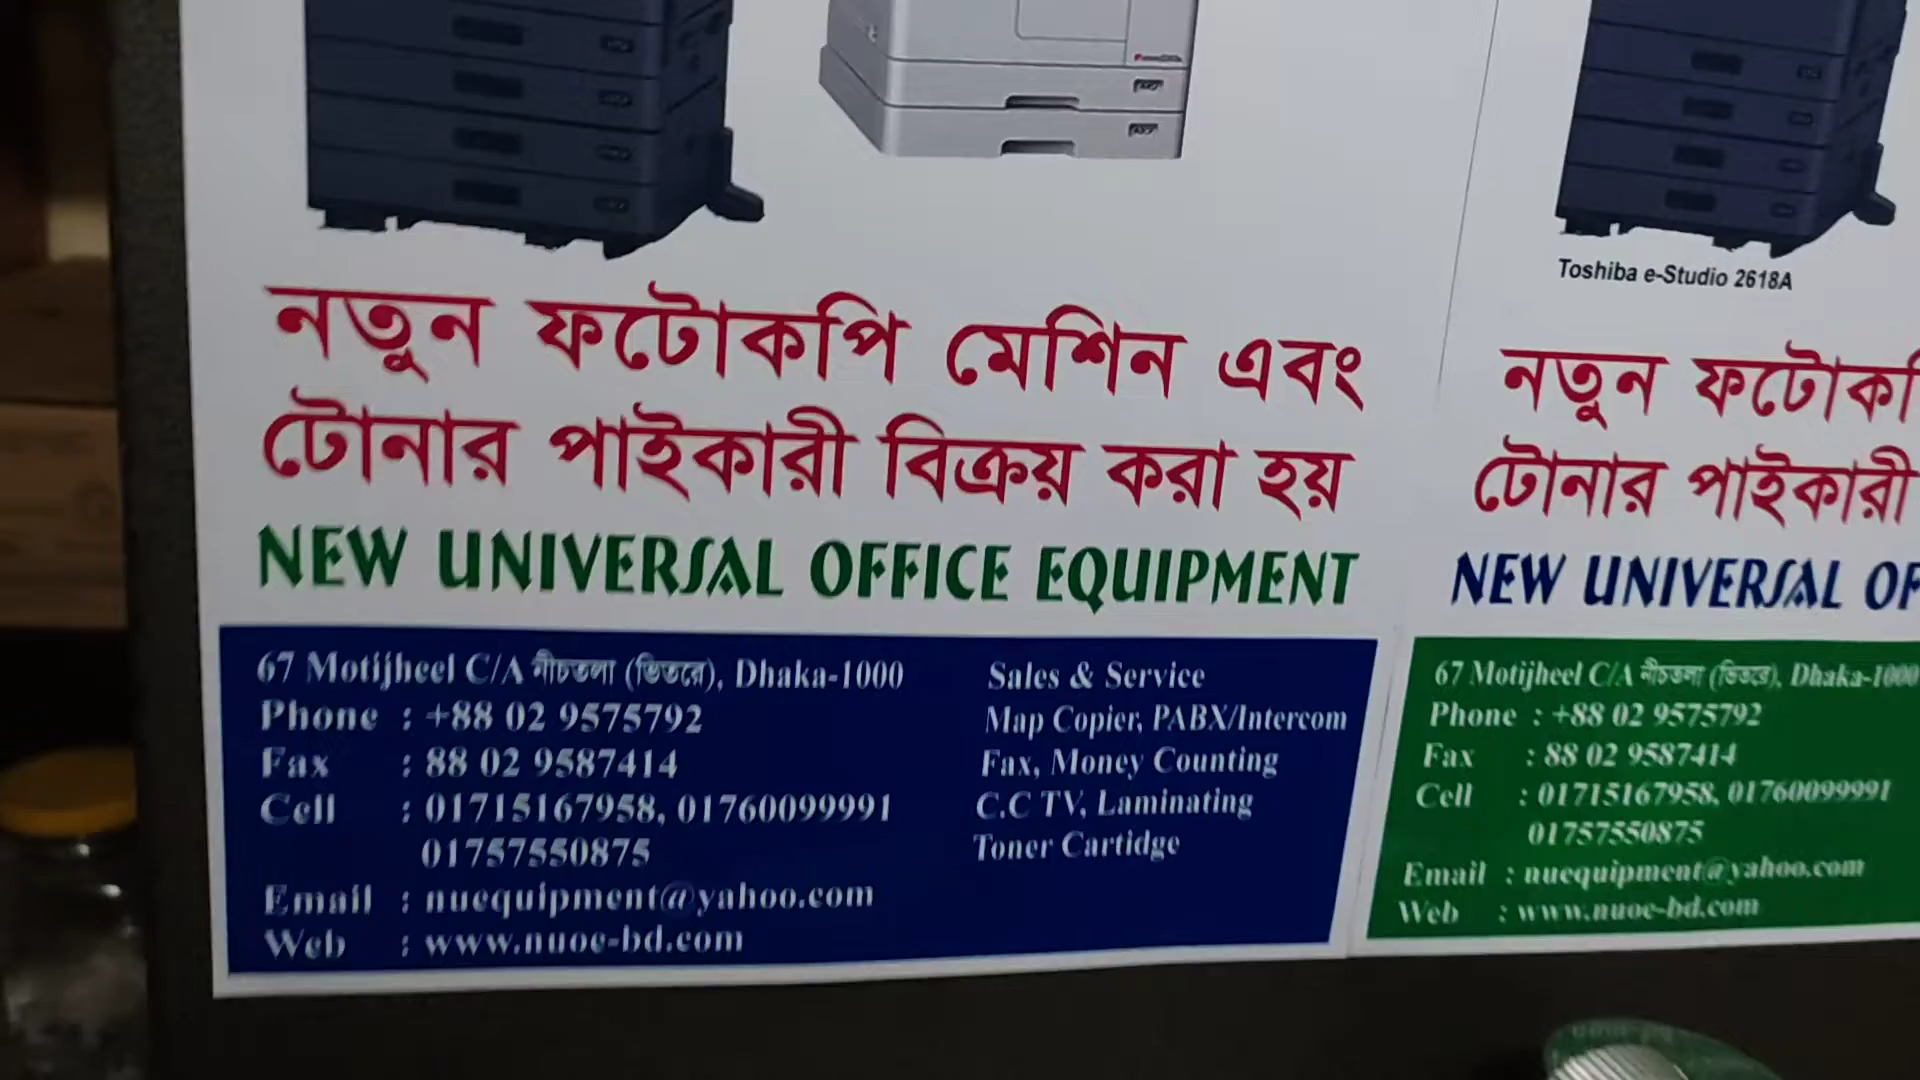 নতুন ফটোকপি মেশিন এবং
টোনার পাইকারী বিক্রয় করা হয়
NEW UNIVERSAL OFFICE EQUIPMENT
67 Motijheel C/A নীচতলা (ভিতরে), Dhaka-1000
Phone : +88 02 9575792
Fax : 88 02 9587414
Cell : 01715167958, 01760099991
01757550875
Email : nuequipment@yahoo.com
Web : www.nuoe-bd.com
Sales & Service
Map Copier, PABX/Intercom
Fax, Money Counting
C.C TV, Laminating
Toner Cartidge
Toshiba e-Studio 2618A
নতুন ফটোকপি
টোনার পাইকারী
NEW UNIVERSAL OF
67 Motijheel C/A নীচতলা (ভিতরে), Dhaka-1000
Phone : +88 02 9575792
Fax : 88 02 9587414
Cell : 01715167958, 01760099991
01757550875
Email : nuequipment@yahoo.com
Web : www.nuoe-bd.com